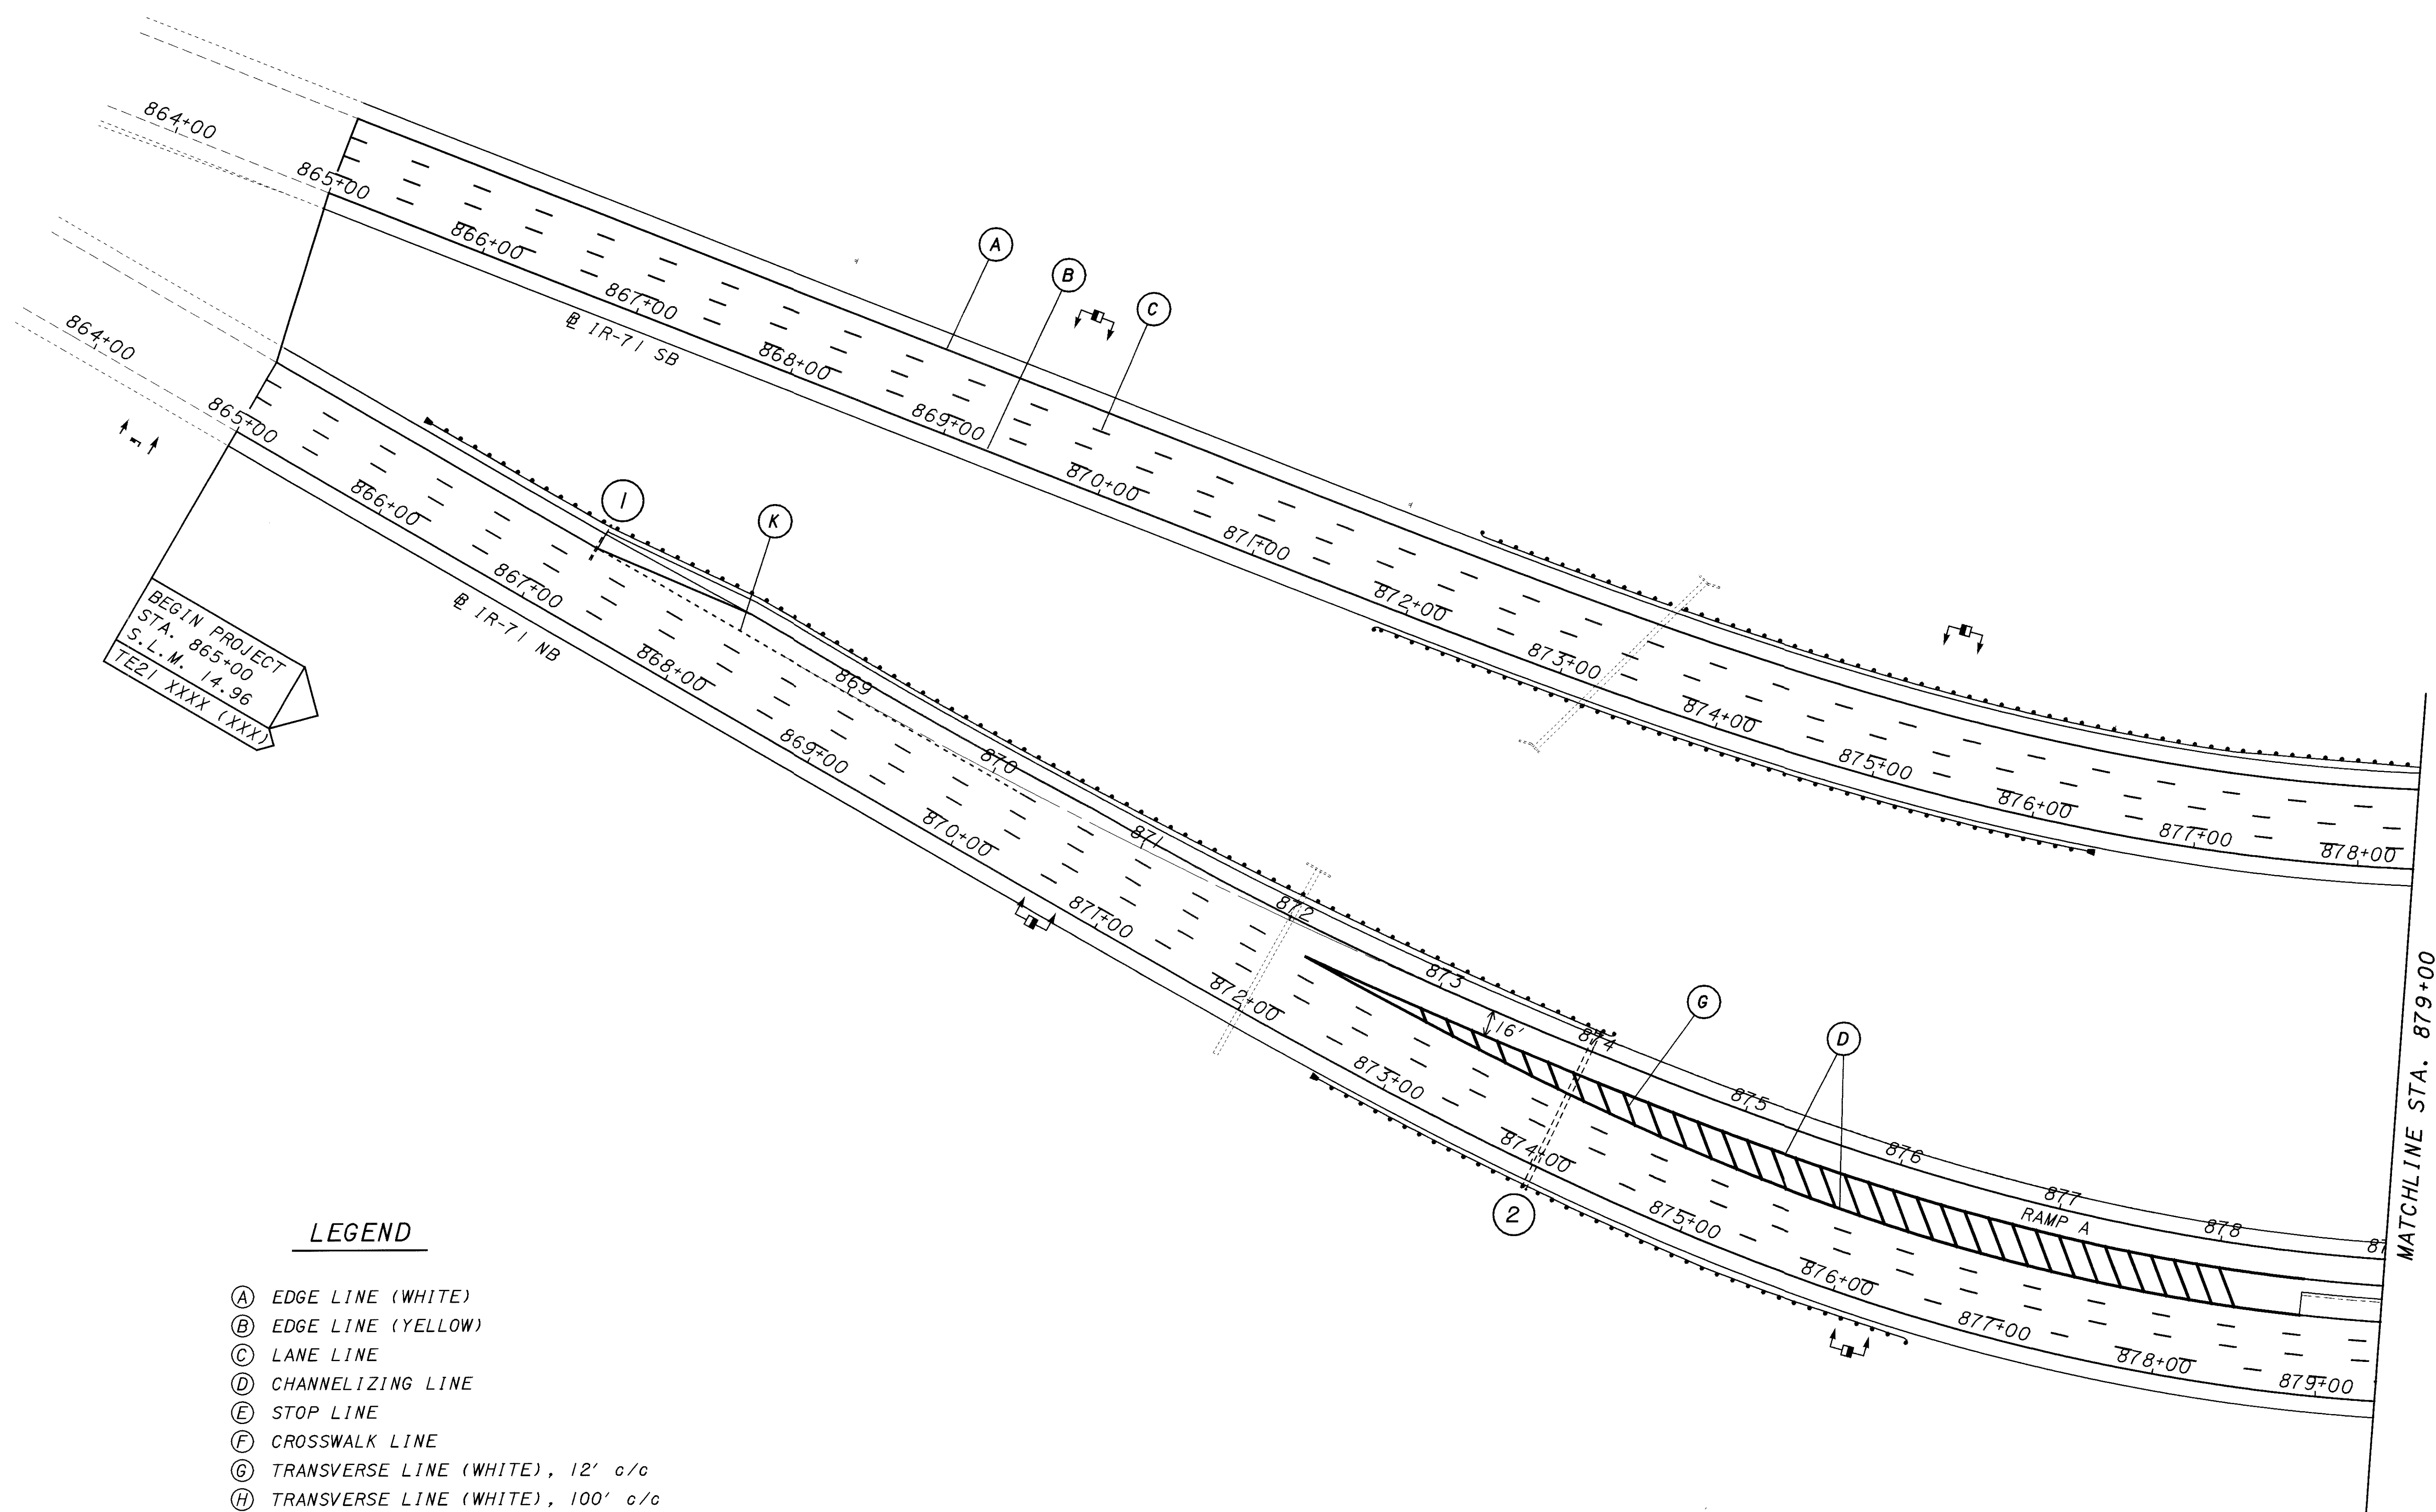 864+00
865+00
866+00
867+00
868+00
869+00
870+00
871+00
872+00
873+00
874+00
875+00
876+00
877+00
878+00
A
B
C
℄ IR-71 SB
864+00
865+00
866+00
867+00
868+00
869+00
870+00
871+00
872+00
873+00
874+00
875+00
876+00
877+00
878+00
879+00
1
K
℄ IR-71 NB
BEGIN PROJECT
STA. 865+00
S.L.M. 14.96
TE21 XXXX (XXX)
869
870
871
872
873
874
875
876
877
878
16'
G
D
2
RAMP A
MATCHLINE STA. 879+00
LEGEND
A EDGE LINE (WHITE)
B EDGE LINE (YELLOW)
C LANE LINE
D CHANNELIZING LINE
E STOP LINE
F CROSSWALK LINE
G TRANSVERSE LINE (WHITE), 12' c/c
H TRANSVERSE LINE (WHITE), 100' c/c